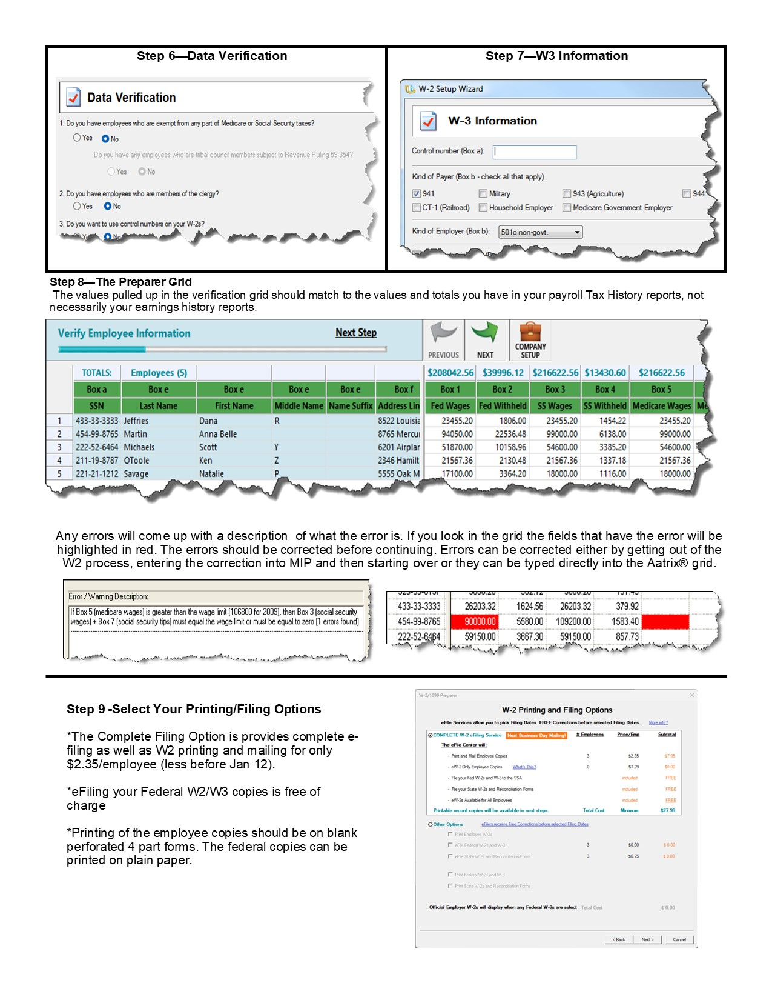 Step 6—Data Verification
Data Verification
1. Do you have employees who are exempt from any part of Medicare or Social Security taxes?
Yes No
Do you have any employees who are tribal council members subject to Revenue Ruling 59-354?
Yes No
2. Do you have employees who are members of the clergy?
Yes No
3. Do you want to use control numbers on your W-2s?
Yes No
Step 7—W3 Information
W-2 Setup Wizard
W-3 Information
Control number (Box a):
Kind of Payer (Box b - check all that apply)
941 Military 943 (Agriculture) 944
CT-1 (Railroad) Household Employer Medicare Government Employer
Kind of Employer (Box b): 501c non-govt.
Step 8—The Preparer Grid
The values pulled up in the verification grid should match to the values and totals you have in your payroll Tax History reports, not
necessarily your earnings history reports.
Verify Employee Information Next Step
PREVIOUS NEXT COMPANY SETUP
TOTALS: Employees (5) $208042.56 $39996.12 $216622.56 $13430.60 $216622.56
Box a Box e Box e Box e Box e Box f Box 1 Box 2 Box 3 Box 4 Box 5
SSN Last Name First Name Middle Name Name Suffix Address Lin Fed Wages Fed Withheld SS Wages SS Withheld Medicare Wages Me
1 433-33-3333 Jeffries Dana R 8522 Louisia 23455.20 1806.00 23455.20 1454.22 23455.20
2 454-99-8765 Martin Anna Belle 8765 Mercur 94050.00 22536.48 99000.00 6138.00 99000.00
3 222-52-6464 Michaels Scott Y 6201 Airplar 51870.00 10158.96 54600.00 3385.20 54600.00
4 211-19-8787 OToole Ken Z 2346 Hamilt 21567.36 2130.48 21567.36 1337.18 21567.36
5 221-21-1212 Savage Natalie P 5555 Oak M 17100.00 3364.20 18000.00 1116.00 18000.00
Any errors will come up with a description of what the error is. If you look in the grid the fields that have the error will be
highlighted in red. The errors should be corrected before continuing. Errors can be corrected either by getting out of the
W2 process, entering the correction into MIP and then starting over or they can be typed directly into the Aatrix® grid.
Error / Warning Description:
If Box 5 (medicare wages) is greater than the wage limit (106800 for 2009), then Box 3 (social security
wages) + Box 7 (social security tips) must equal the wage limit or must be equal to zero [1 errors found]
433-33-3333 26203.32 1624.56 26203.32 379.92
454-99-8765 90000.00 5580.00 109200.00 1583.40
222-52-6464 59150.00 3667.30 59150.00 857.73
Step 9 -Select Your Printing/Filing Options
*The Complete Filing Option is provides complete e-
filing as well as W2 printing and mailing for only
$2.35/employee (less before Jan 12).
*eFiling your Federal W2/W3 copies is free of
charge
*Printing of the employee copies should be on blank
perforated 4 part forms. The federal copies can be
printed on plain paper.
W-2/1099 Preparer
W-2 Printing and Filing Options
eFile Services allow you to pick Filing Dates. FREE Corrections before selected Filing Dates. More info?
COMPLETE W-2 eFiling Service Next Business Day Mailing! # Employees Price/Emp Subtotal
The eFile Center will:
- Print and Mail Employee Copies 3 $2.35 $7.05
- eW-2 Only Employee Copies What's This? 0 $1.29 $0.00
- File your Fed W-2s and W-3 to the SSA included FREE
- File your State W-2s and Reconciliation Forms included FREE
- eW-2s Available for All Employees included FREE
Printable record copies will be available in next steps. Total Cost Minimum $27.99
Other Options eFilers receive Free Corrections before selected Filing Dates
Print Employee W-2s
eFile Federal W-2s and W-3 3 $0.00 $ 0.00
eFile State W-2s and Reconciliation Forms 3 $0.75 $ 0.00
Print Federal W-2s and W-3
Print State W-2s and Reconciliation Forms
Official Employer W-2s will display when any Federal W-2s are select Total Cost $ 0.00
< Back Next > Cancel